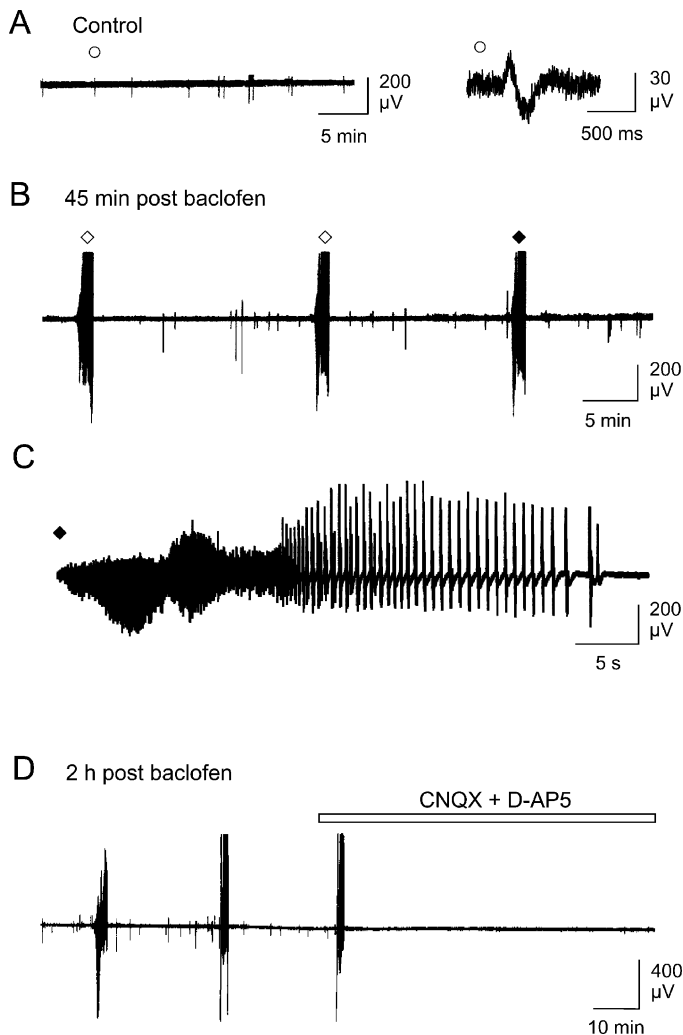 A
Control
200
µV
5 min
30
µV
500 ms
B
45 min post baclofen
200
µV
5 min
C
200
µV
5 s
D
2 h post baclofen
CNQX + D-AP5
400
µV
10 min